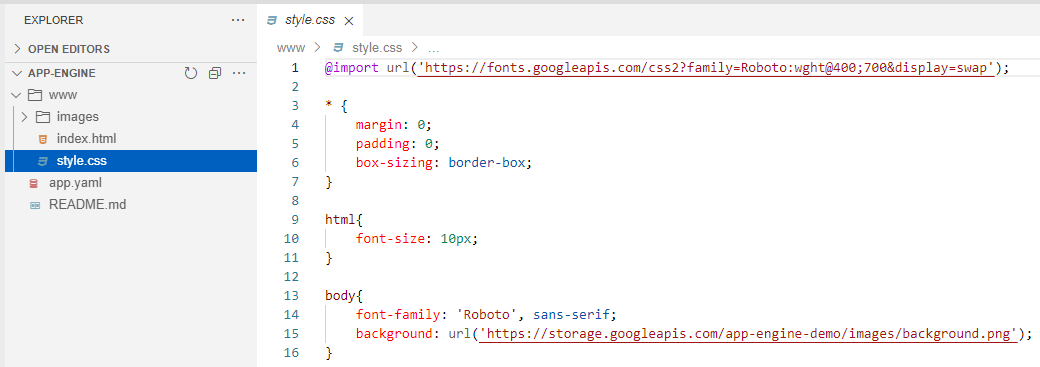 EXPLORER ...
OPEN EDITORS
APP-ENGINE ...
www
images
index.html
style.css
app.yaml
README.md
style.css
www > style.css > ...
1 @import url('https://fonts.googleapis.com/css2?family=Roboto:wght@400;700&display=swap');
2
3 * {
4 margin: 0;
5 padding: 0;
6 box-sizing: border-box;
7 }
8
9 html{
10 font-size: 10px;
11 }
12
13 body{
14 font-family: 'Roboto', sans-serif;
15 background: url('https://storage.googleapis.com/app-engine-demo/images/background.png');
16 }